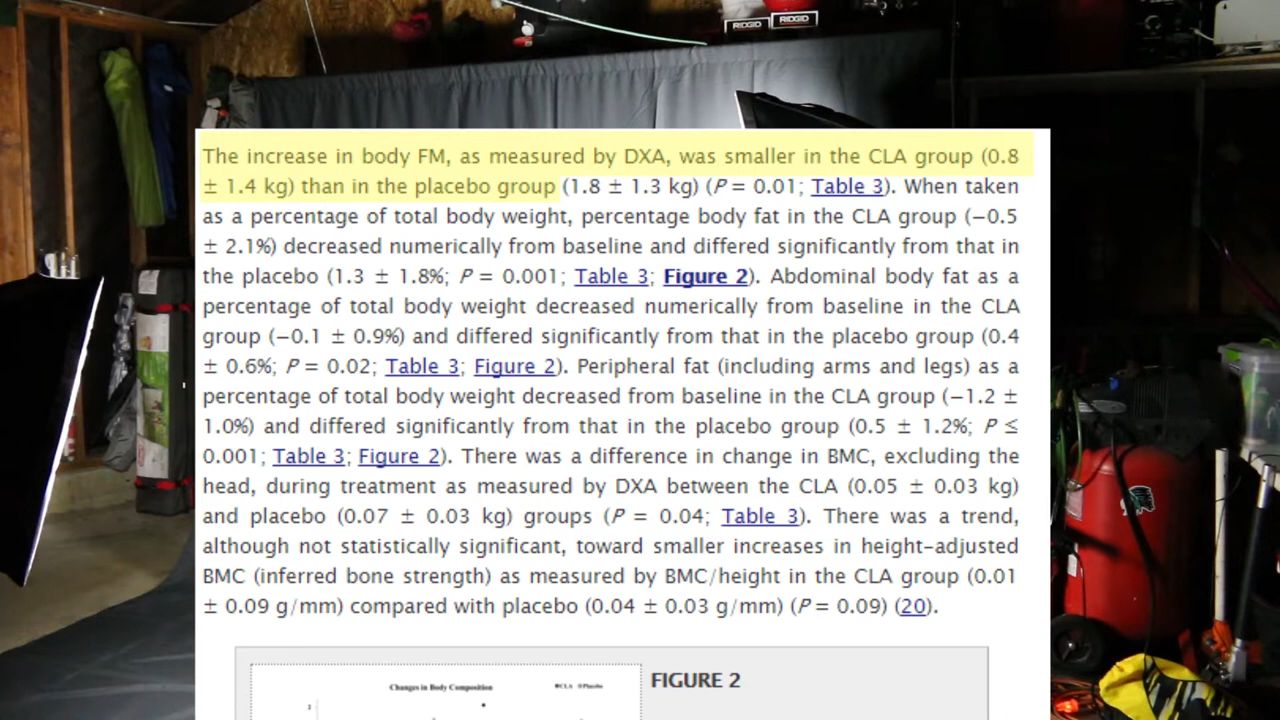 RIDGID
RIDGID
The increase in body FM, as measured by DXA, was smaller in the CLA group (0.8
± 1.4 kg) than in the placebo group (1.8 ± 1.3 kg) (P = 0.01; Table 3). When taken
as a percentage of total body weight, percentage body fat in the CLA group (−0.5
± 2.1%) decreased numerically from baseline and differed significantly from that in
the placebo (1.3 ± 1.8%; P = 0.001; Table 3; Figure 2). Abdominal body fat as a
percentage of total body weight decreased numerically from baseline in the CLA
group (−0.1 ± 0.9%) and differed significantly from that in the placebo group (0.4
± 0.6%; P = 0.02; Table 3; Figure 2). Peripheral fat (including arms and legs) as a
percentage of total body weight decreased from baseline in the CLA group (−1.2 ±
1.0%) and differed significantly from that in the placebo group (0.5 ± 1.2%; P ≤
0.001; Table 3; Figure 2). There was a difference in change in BMC, excluding the
head, during treatment as measured by DXA between the CLA (0.05 ± 0.03 kg)
and placebo (0.07 ± 0.03 kg) groups (P = 0.04; Table 3). There was a trend,
although not statistically significant, toward smaller increases in height-adjusted
BMC (inferred bone strength) as measured by BMC/height in the CLA group (0.01
± 0.09 g/mm) compared with placebo (0.04 ± 0.03 g/mm) (P = 0.09) (20).
Changes in Body Composition
CLA Placebo
2
FIGURE 2